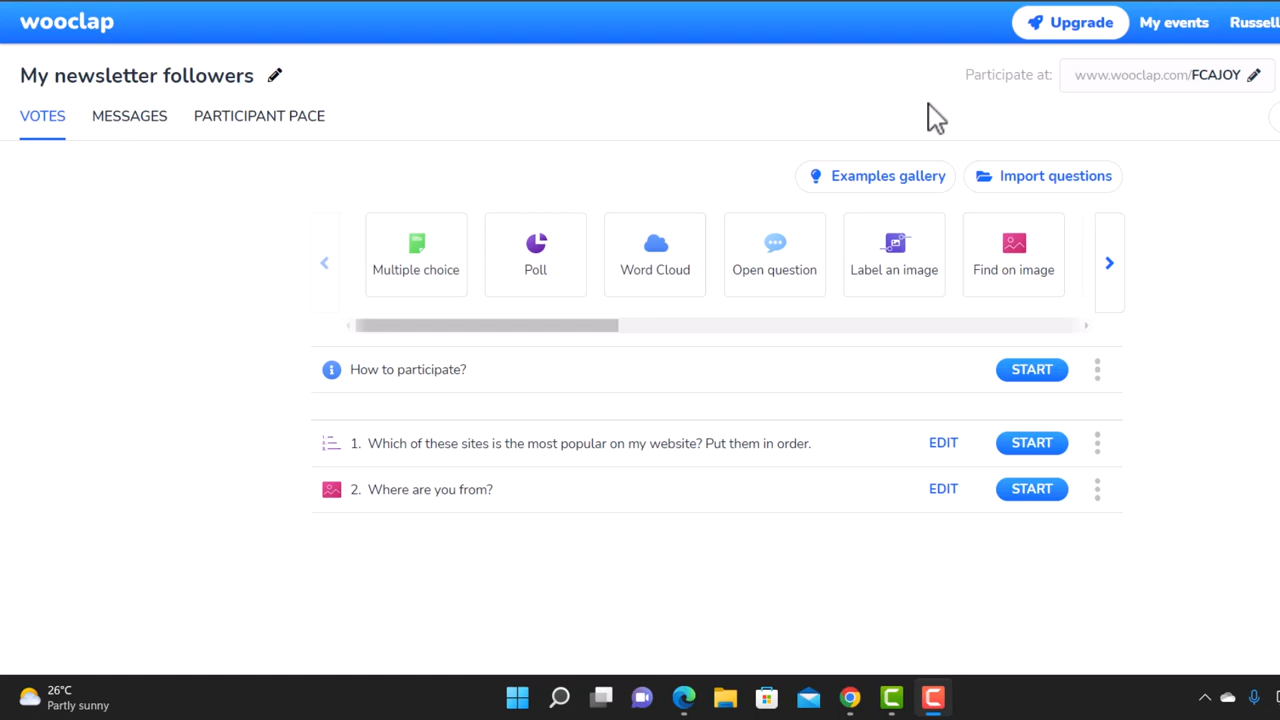 wooclap
Upgrade
My events
Russell
My newsletter followers
Participate at:
www.wooclap.com/FCAJOY
VOTES
MESSAGES
PARTICIPANT PACE
Examples gallery
Import questions
Multiple choice
Poll
Word Cloud
Open question
Label an image
Find on image
How to participate?
START
1. Which of these sites is the most popular on my website? Put them in order.
EDIT
START
2. Where are you from?
EDIT
START
26°C
Partly sunny